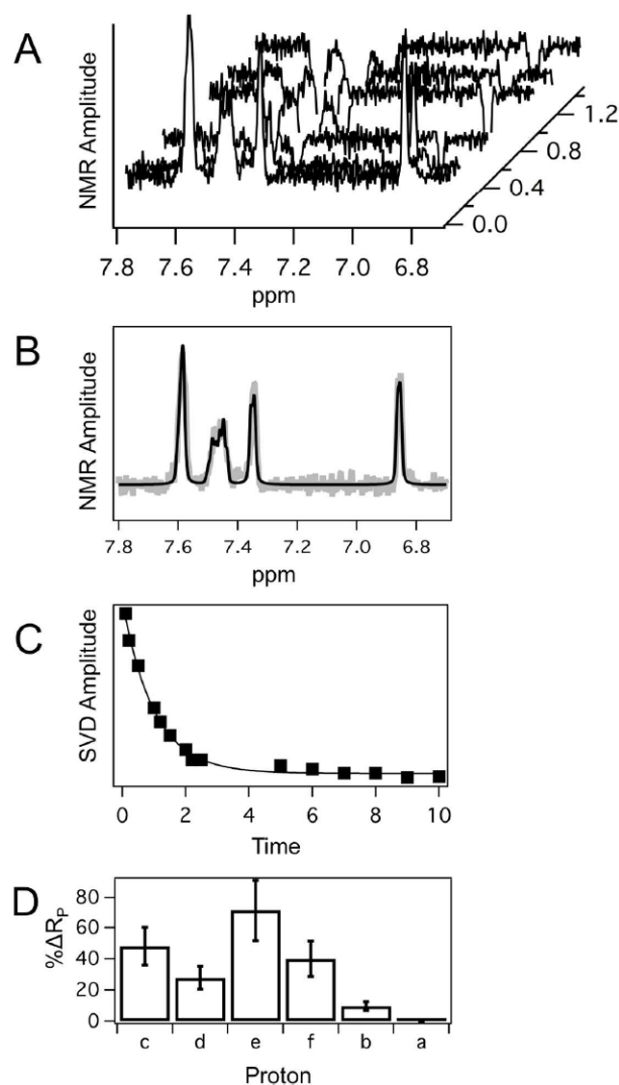 A
NMR Amplitude
1.2
0.8
0.4
0.0
7.8 7.6 7.4 7.2 7.0 6.8
ppm
B
NMR Amplitude
7.8 7.6 7.4 7.2 7.0 6.8
ppm
C
SVD Amplitude
0 2 4 6 8 10
Time
D
%ΔRP
80
60
40
20
0
c d e f b a
Proton